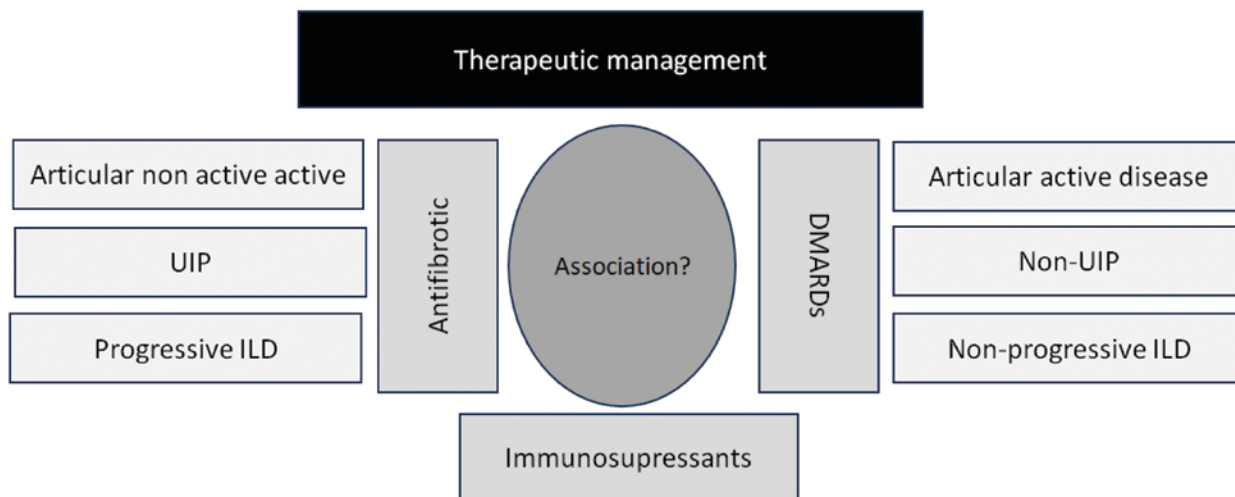 Therapeutic management
Articular non active active
UIP
Progressive ILD
Antifibrotic
Association?
DMARDs
Articular active disease
Non-UIP
Non-progressive ILD
Immunosupressants